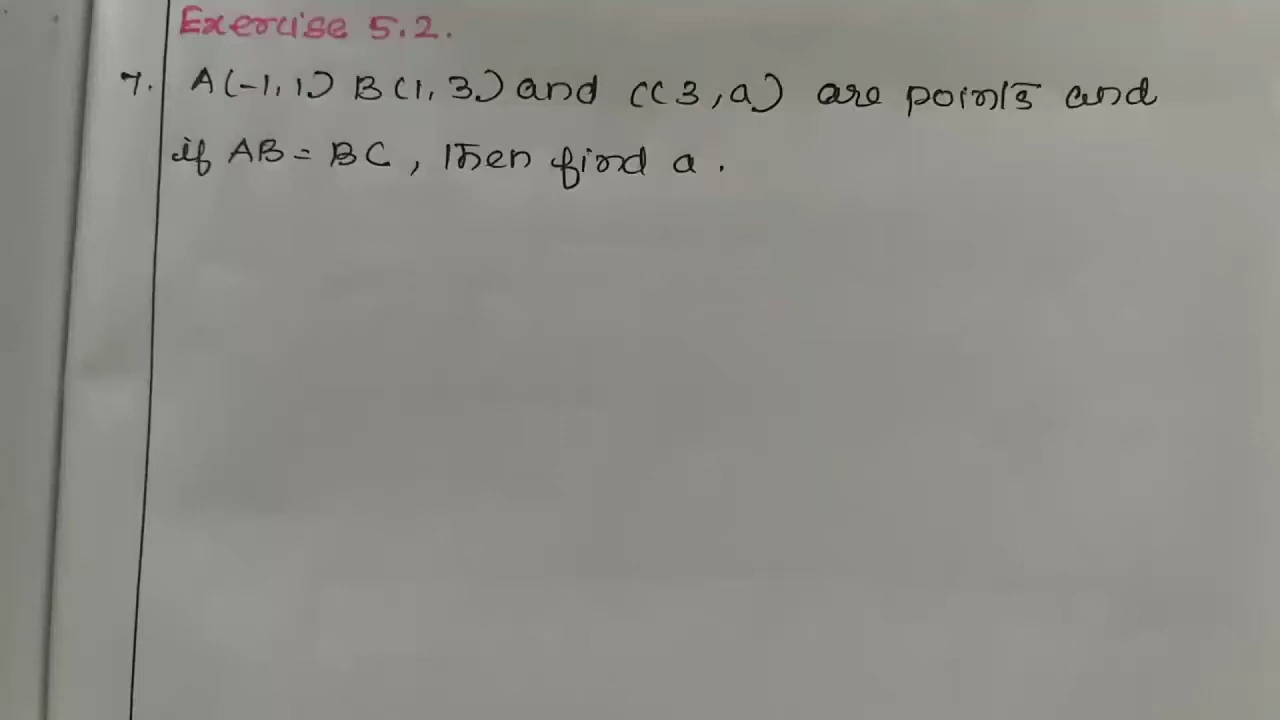 Exercise 5.2.
7. A(-1, 1) B(1, 3) and C(3, a) are points and
if AB = BC, then find a.